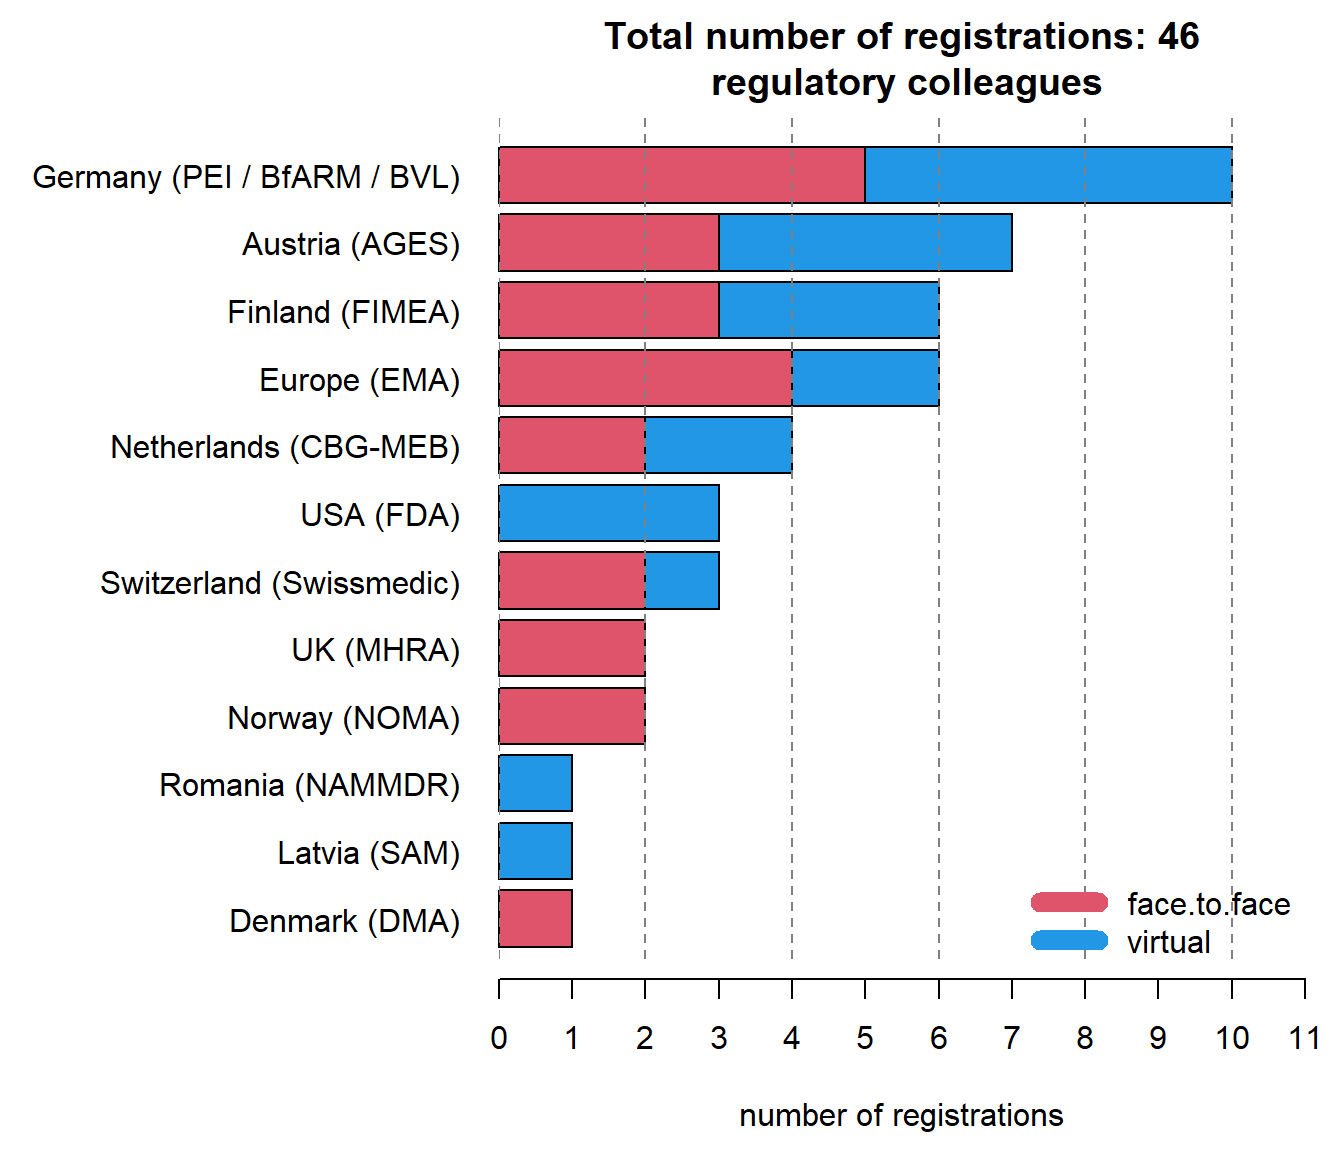 Total number of registrations: 46
regulatory colleagues
Germany (PEI / BfARM / BVL)
Austria (AGES)
Finland (FIMEA)
Europe (EMA)
Netherlands (CBG-MEB)
USA (FDA)
Switzerland (Swissmedic)
UK (MHRA)
Norway (NOMA)
Romania (NAMMDR)
Latvia (SAM)
Denmark (DMA)
face.to.face
virtual
0 1 2 3 4 5 6 7 8 9 10 11
number of registrations